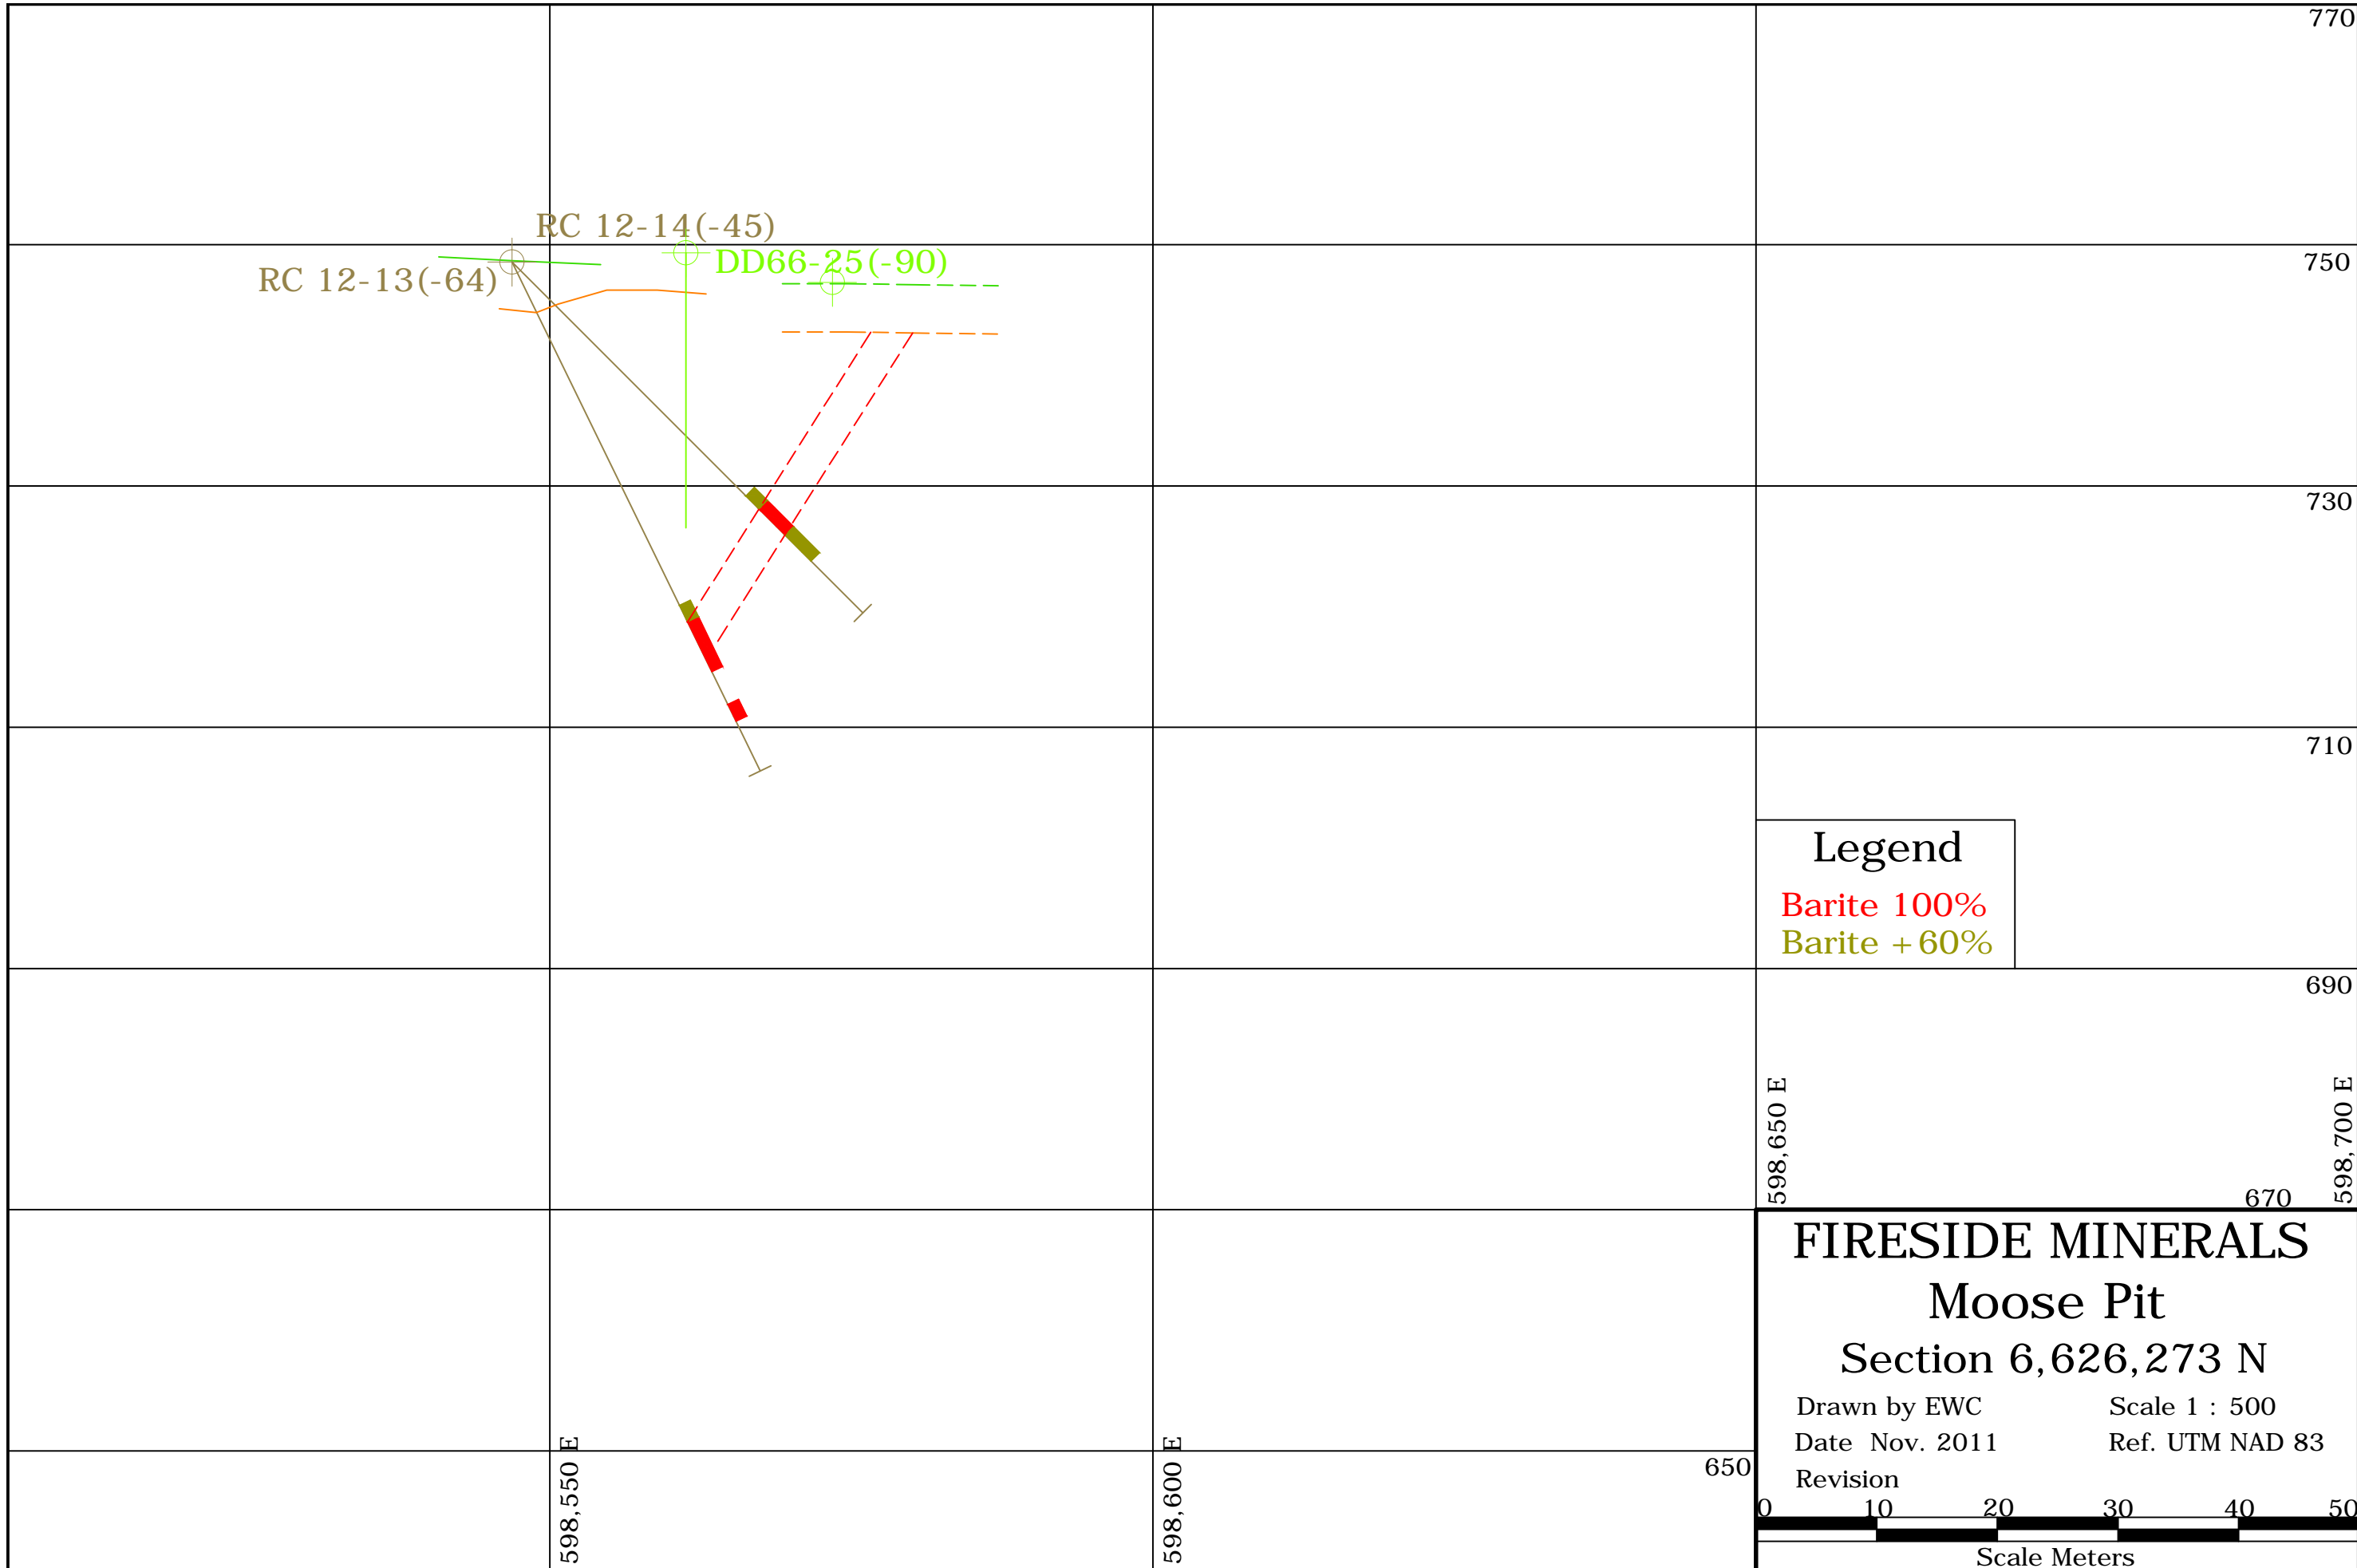 770
RC 12-14(-45)
DD66-25(-90)
750
RC 12-13(-64)
730
710
Legend
Barite 100%
Barite +60%
690
598,650 E
598,700 E
670
FIRESIDE MINERALS
Moose Pit
Section 6,626,273 N
Drawn by EWC
Scale 1 : 500
Date Nov. 2011
Ref. UTM NAD 83
Revision
650
598,550 E
598,600 E
0 10 20 30 40 50
Scale Meters